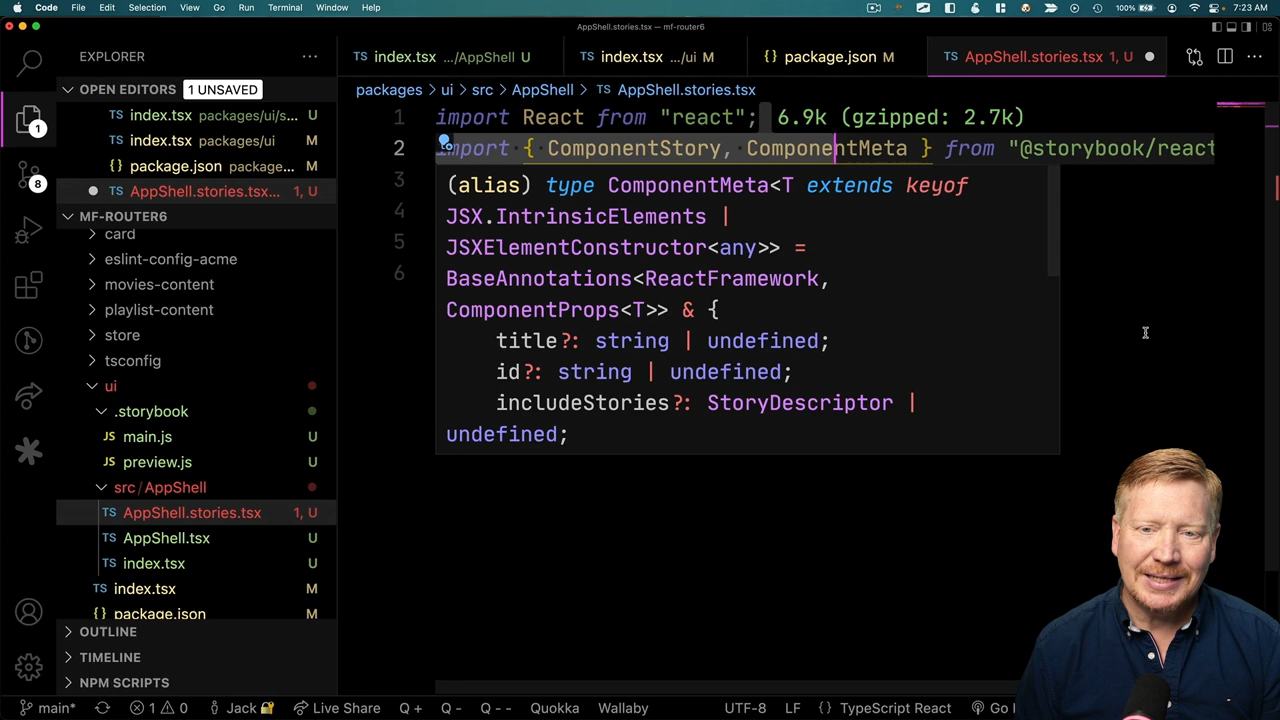 Code File Edit Selection View Go Run Terminal Window Help 100% Fri 7:23 AM
AppShell.stories.tsx — mf-router6
EXPLORER
TS index.tsx .../AppShell U
TS index.tsx .../ui M
{} package.json M
TS AppShell.stories.tsx 1, U
OPEN EDITORS 1 UNSAVED
packages > ui > src > AppShell > TS AppShell.stories.tsx
TS index.tsx packages/ui/s... U
TS index.tsx packages/ui M
{} package.json packages... M
TS AppShell.stories.tsx... 1, U
MF-ROUTER6
card
eslint-config-acme
movies-content
playlist-content
store
tsconfig
ui
.storybook
JS main.js U
JS preview.js U
src/AppShell
TS AppShell.stories.tsx 1, U
TS AppShell.tsx U
TS index.tsx U
TS index.tsx M
{} package.json M
OUTLINE
TIMELINE
NPM SCRIPTS
1 import React from "react"; 6.9k (gzipped: 2.7k)
2 import { ComponentStory, ComponentMeta } from "@storybook/react
3
4
5
6
(alias) type ComponentMeta<T extends keyof
JSX.IntrinsicElements |
JSXElementConstructor<any>> =
BaseAnnotations<ReactFramework,
ComponentProps<T>> & {
title?: string | undefined;
id?: string | undefined;
includeStories?: StoryDescriptor |
undefined;
1
8
main* 1 0 Jack Live Share Q + Q - Q - - Quokka Wallaby UTF-8 LF {} TypeScript React Go